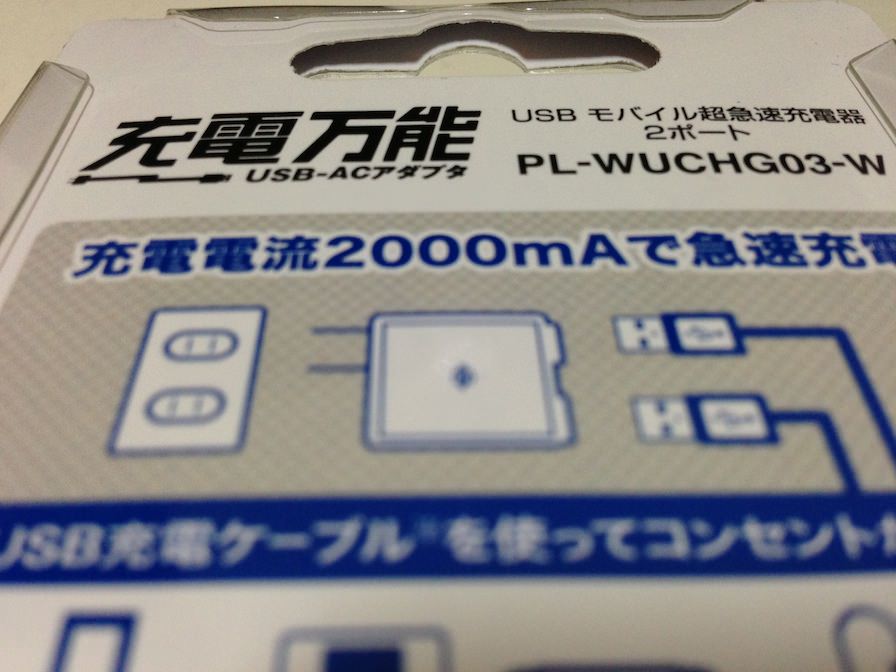 充電万能
USB-ACアダプタ
USB モバイル超急速充電器
2ポート
PL-WUCHG03-W
充電電流2000mAで急速充電
USB充電ケーブル※を使ってコンセントか